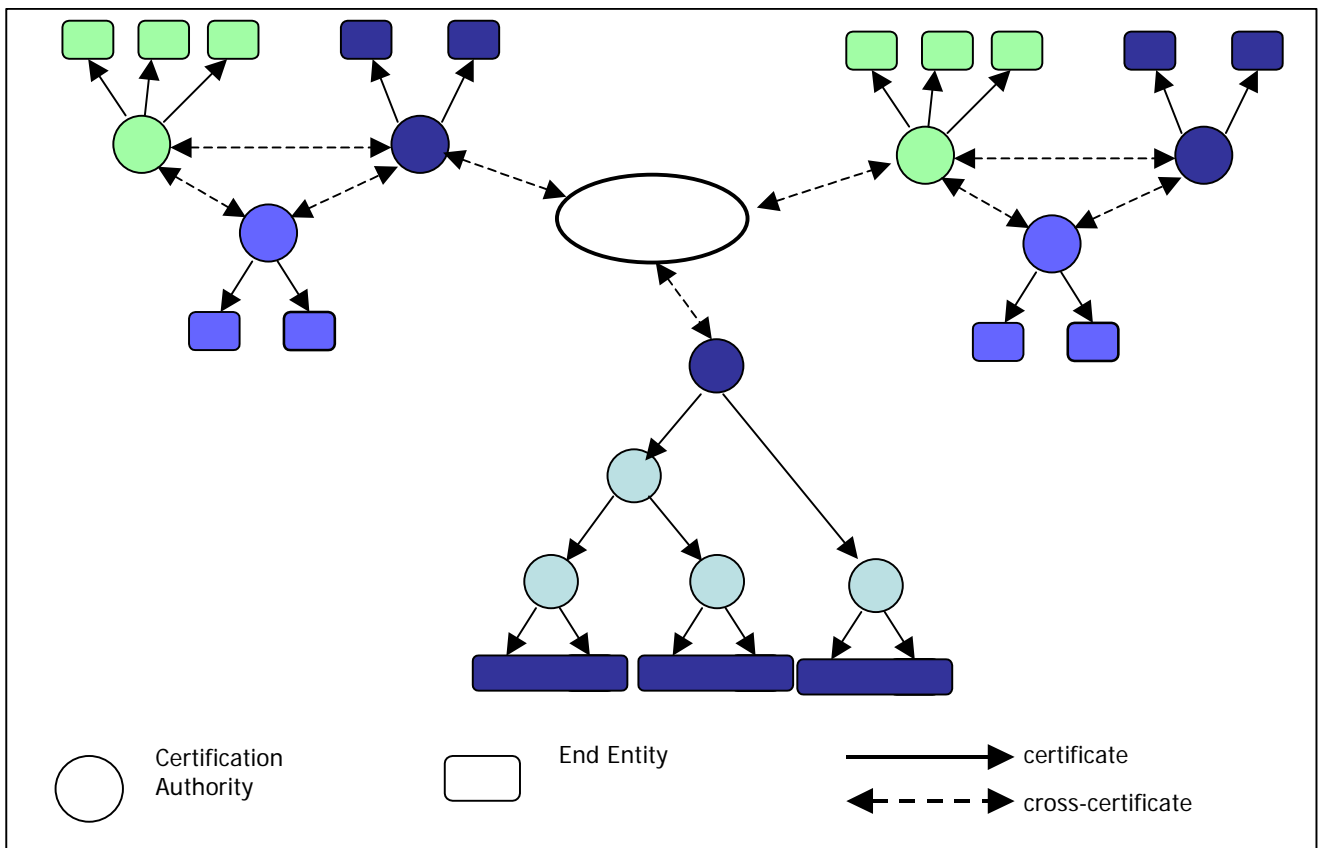 Certification
Authority
End Entity
certificate
cross-certificate